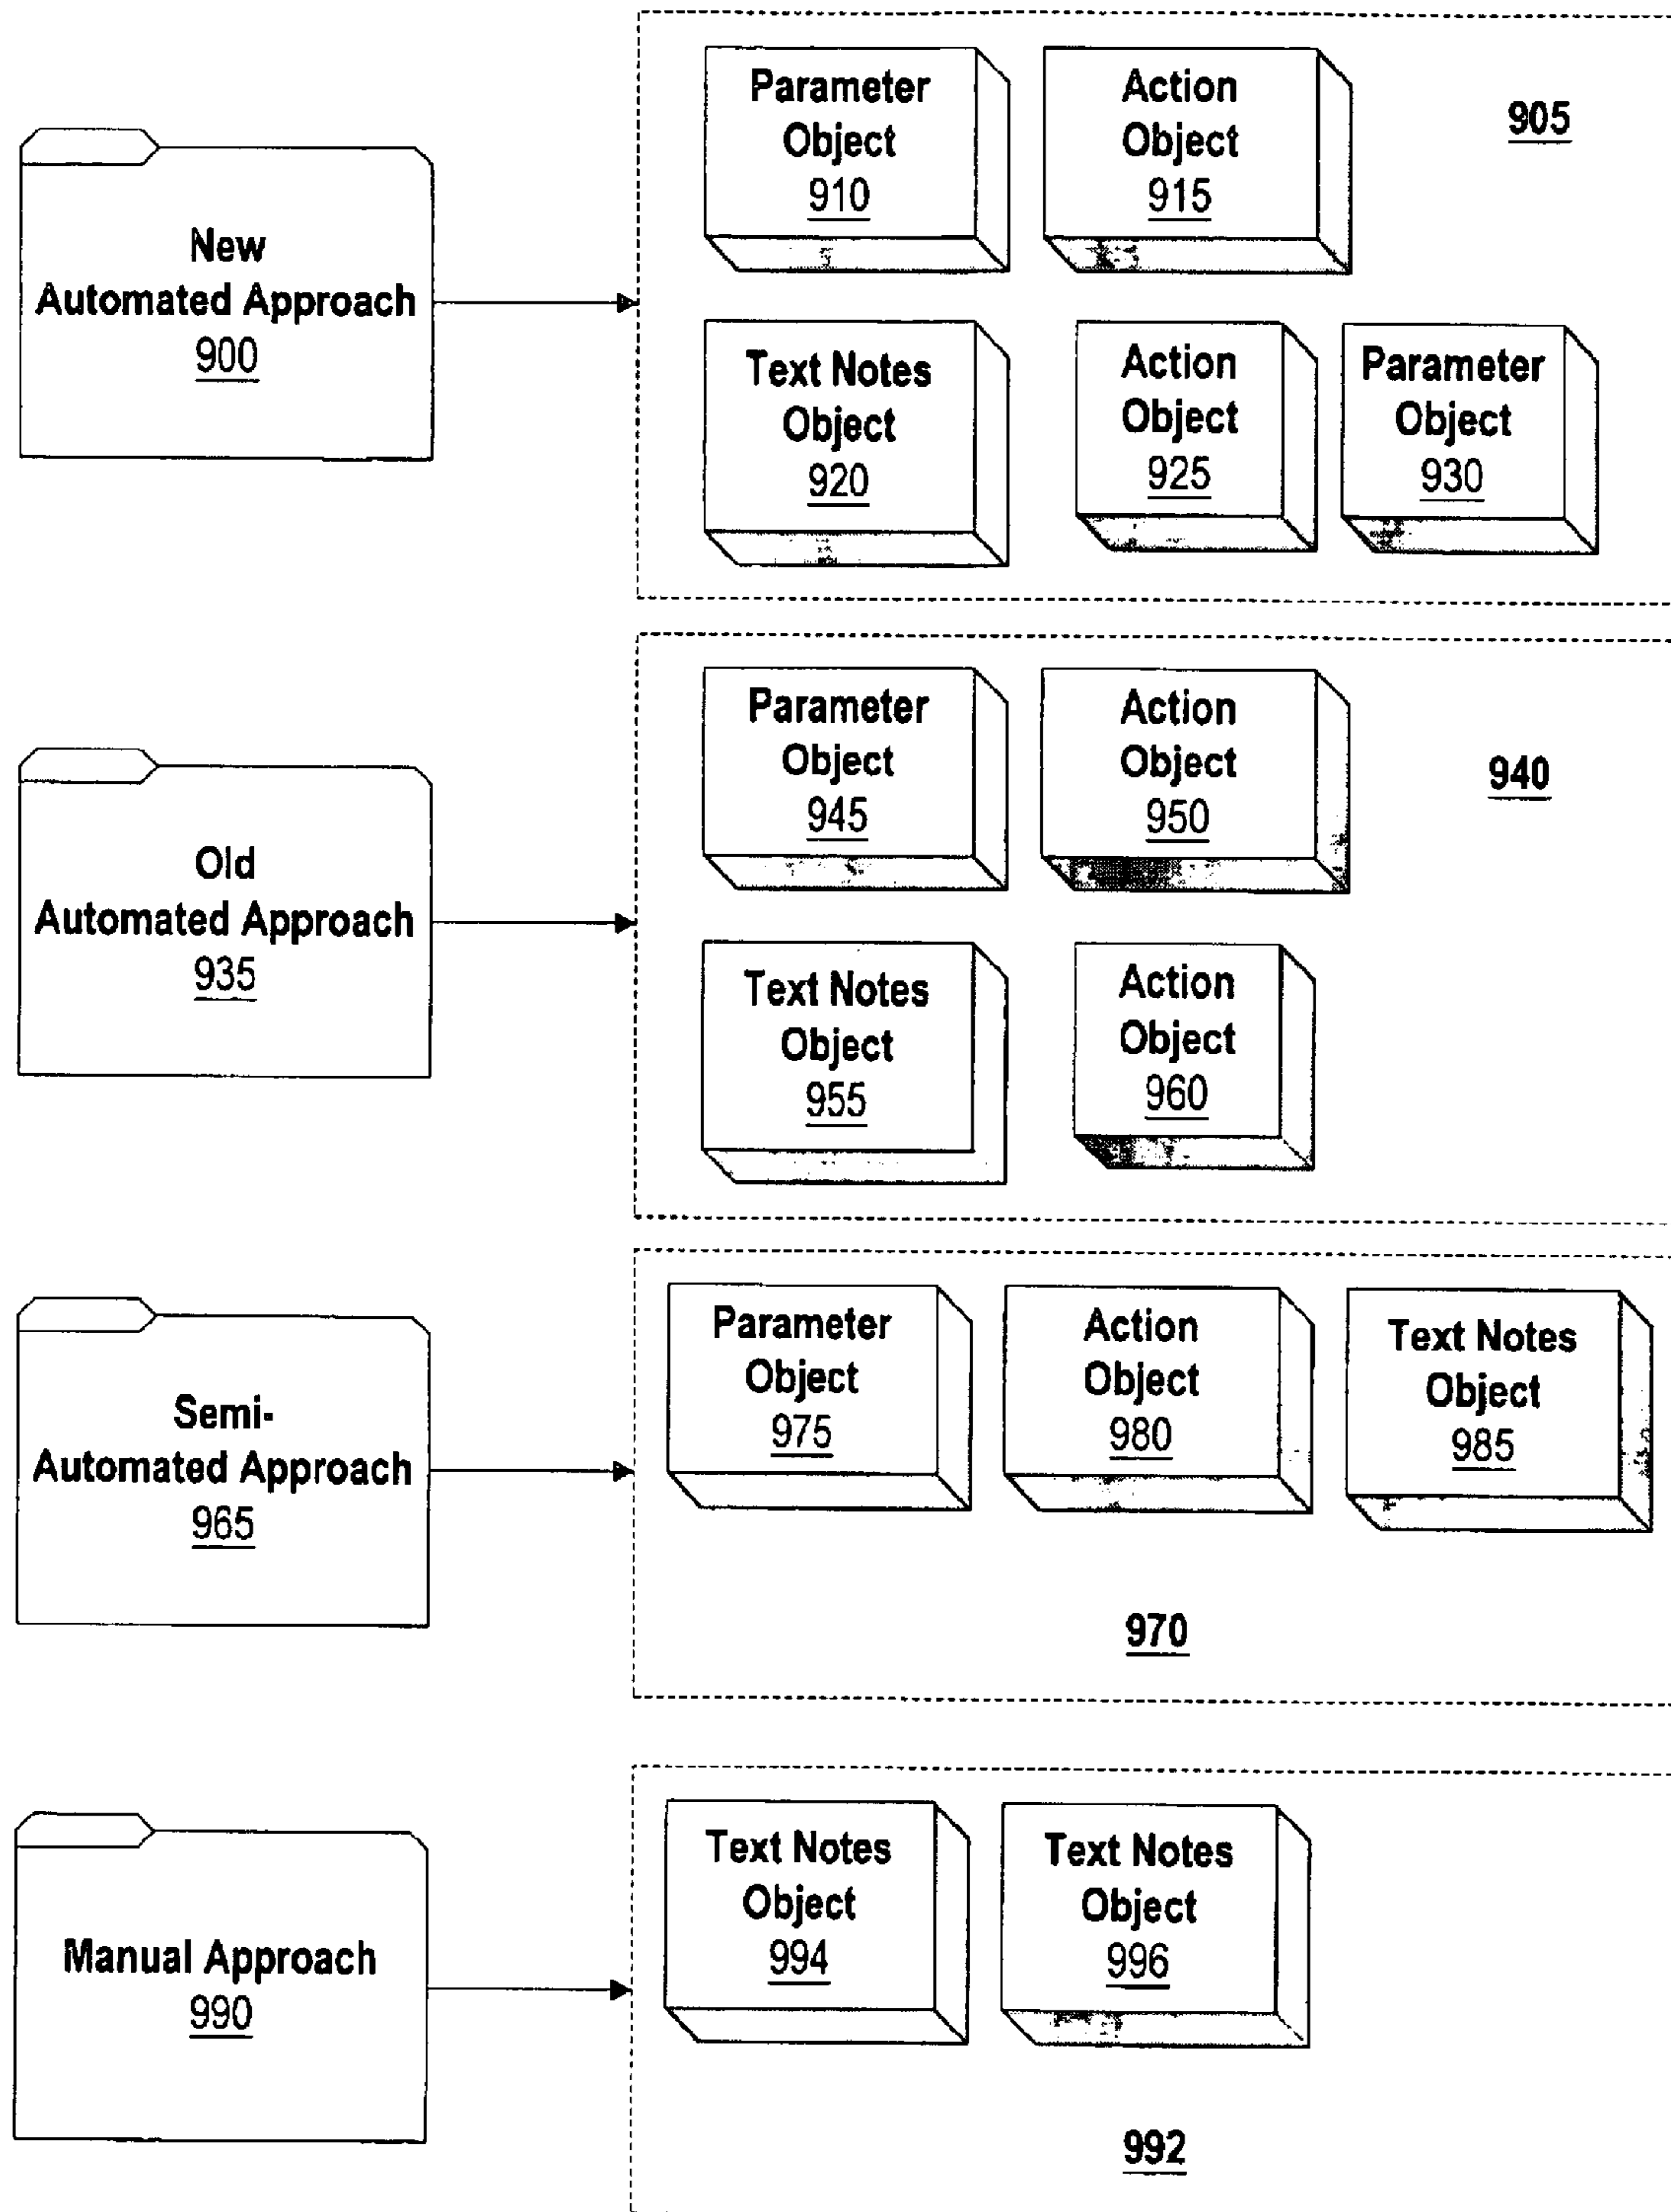 New
Automated Approach
900
Parameter
Object
910
Action
Object
915
905
Text Notes
Object
920
Action
Object
925
Parameter
Object
930
Old
Automated Approach
935
Parameter
Object
945
Action
Object
950
940
Text Notes
Object
955
Action
Object
960
Semi-
Automated Approach
965
Parameter
Object
975
Action
Object
980
Text Notes
Object
985
970
Manual Approach
990
Text Notes
Object
994
Text Notes
Object
996
992